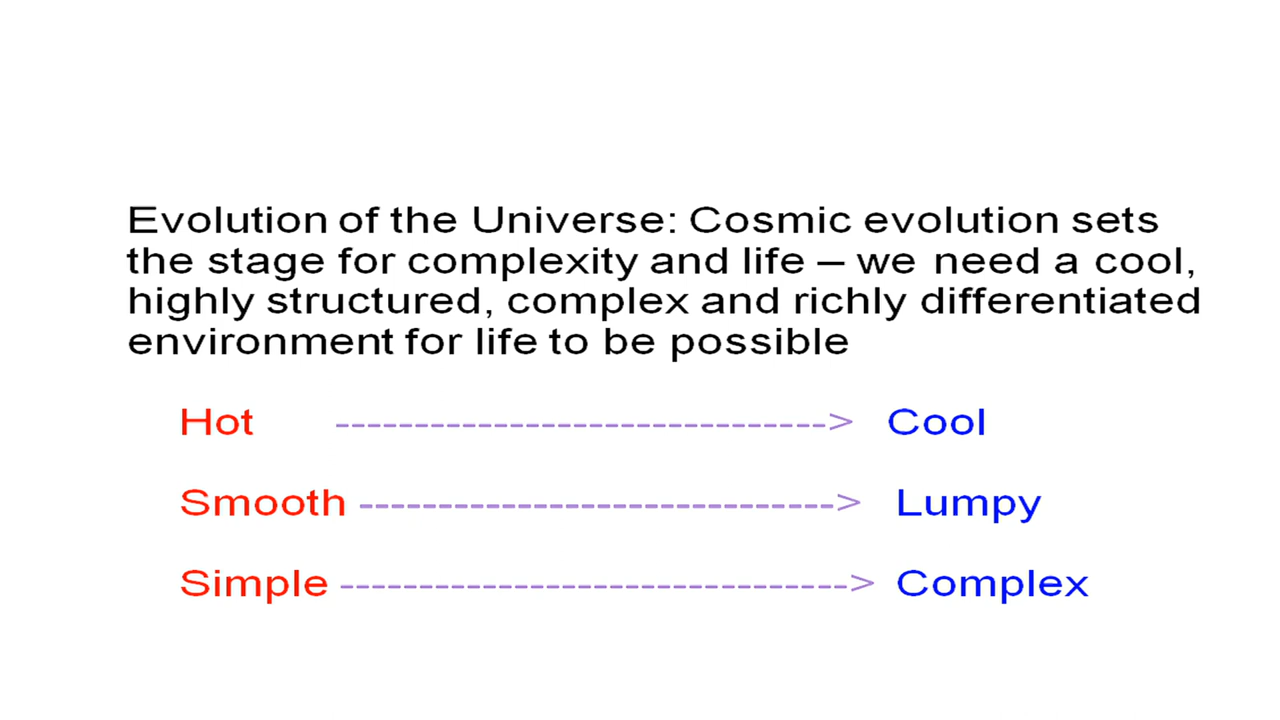 Evolution of the Universe: Cosmic evolution sets
the stage for complexity and life – we need a cool,
highly structured, complex and richly differentiated
environment for life to be possible
Hot ------------------------------> Cool
Smooth -----------------------------> Lumpy
Simple -------------------------------> Complex